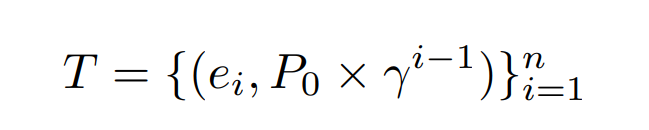 T = {(e_i, P_0 × γ^{i−1})}_{i=1}^n